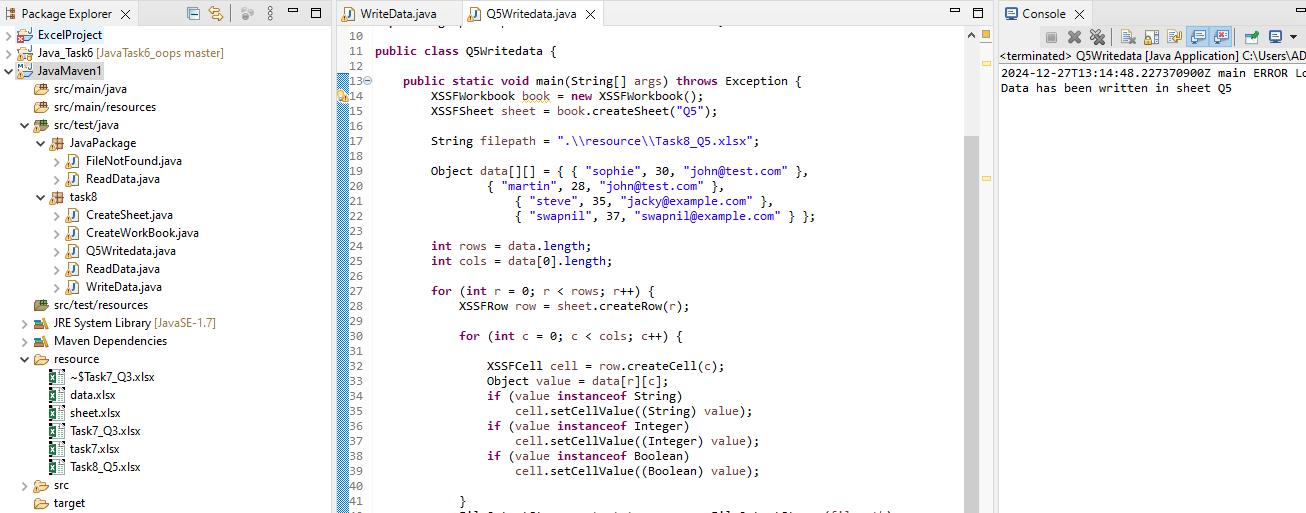 Package Explorer
ExcelProject
Java_Task6 [JavaTask6_oops master]
JavaMaven1
src/main/java
src/main/resources
src/test/java
JavaPackage
FileNotFound.java
ReadData.java
task8
CreateSheet.java
CreateWorkBook.java
Q5Writedata.java
ReadData.java
WriteData.java
src/test/resources
JRE System Library [JavaSE-1.7]
Maven Dependencies
resource
~$Task7_Q3.xlsx
data.xlsx
sheet.xlsx
Task7_Q3.xlsx
task7.xlsx
Task8_Q5.xlsx
src
target
WriteData.java
Q5Writedata.java
10
11 public class Q5Writedata {
12
13 public static void main(String[] args) throws Exception {
14 XSSFWorkbook book = new XSSFWorkbook();
15 XSSFSheet sheet = book.createSheet("Q5");
16
17 String filepath = ".\\resource\\Task8_Q5.xlsx";
18
19 Object data[][] = { { "sophie", 30, "john@test.com" },
20 { "martin", 28, "john@test.com" },
21 { "steve", 35, "jacky@example.com" },
22 { "swapnil", 37, "swapnil@example.com" } };
23
24 int rows = data.length;
25 int cols = data[0].length;
26
27 for (int r = 0; r < rows; r++) {
28 XSSFRow row = sheet.createRow(r);
29
30 for (int c = 0; c < cols; c++) {
31
32 XSSFCell cell = row.createCell(c);
33 Object value = data[r][c];
34 if (value instanceof String)
35 cell.setCellValue((String) value);
36 if (value instanceof Integer)
37 cell.setCellValue((Integer) value);
38 if (value instanceof Boolean)
39 cell.setCellValue((Boolean) value);
40
41 }
Console
<terminated> Q5Writedata [Java Application] C:\Users\AD
2024-12-27T13:14:48.227370900Z main ERROR Lo
Data has been written in sheet Q5